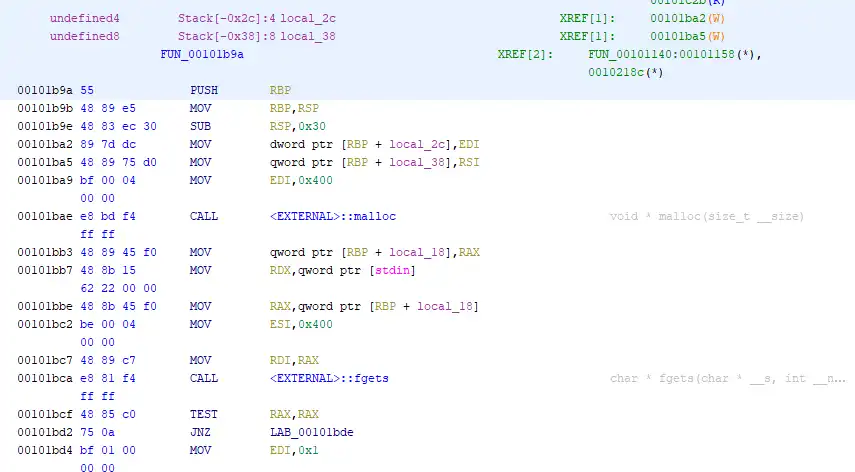 00101c2b(R)
undefined4 Stack[-0x2c]:4 local_2c XREF[1]: 00101ba2(W)
undefined8 Stack[-0x38]:8 local_38 XREF[1]: 00101ba5(W)
FUN_00101b9a XREF[2]: FUN_00101140:00101158(*),
0010218c(*)
00101b9a 55 PUSH RBP
00101b9b 48 89 e5 MOV RBP,RSP
00101b9e 48 83 ec 30 SUB RSP,0x30
00101ba2 89 7d dc MOV dword ptr [RBP + local_2c],EDI
00101ba5 48 89 75 d0 MOV qword ptr [RBP + local_38],RSI
00101ba9 bf 00 04 MOV EDI,0x400
00 00
00101bae e8 bd f4 CALL <EXTERNAL>::malloc void * malloc(size_t __size)
ff ff
00101bb3 48 89 45 f0 MOV qword ptr [RBP + local_18],RAX
00101bb7 48 8b 15 MOV RDX,qword ptr [stdin]
62 22 00 00
00101bbe 48 8b 45 f0 MOV RAX,qword ptr [RBP + local_18]
00101bc2 be 00 04 MOV ESI,0x400
00 00
00101bc7 48 89 c7 MOV RDI,RAX
00101bca e8 81 f4 CALL <EXTERNAL>::fgets char * fgets(char * __s, int __n...
ff ff
00101bcf 48 85 c0 TEST RAX,RAX
00101bd2 75 0a JNZ LAB_00101bde
00101bd4 bf 01 00 MOV EDI,0x1
00 00